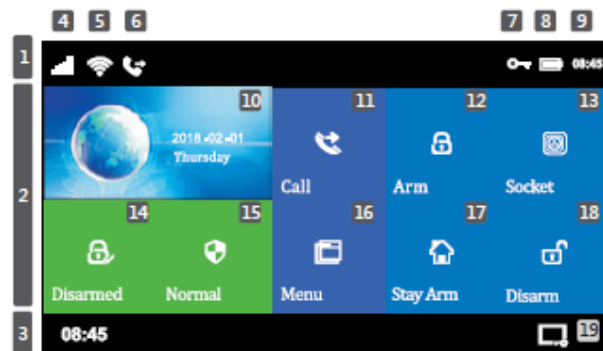 4 5 6 7 8 9
1 08:45
10 11 12 13
2018-02-01
Thursday
Call Arm Socket
2
14 15 16 17 18
Disarmed Normal Menu Stay Arm Disarm
3 08:45 19